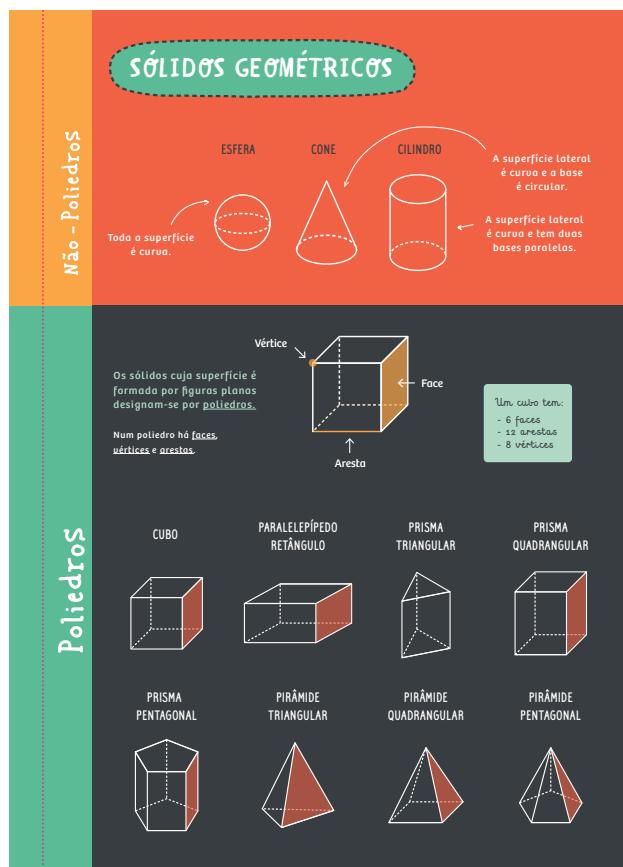 SÓLIDOS GEOMÉTRICOS
Não - Poliedros
ESFERA
CONE
CILINDRO
A superfície lateral
é curva e a base
é circular.
Toda a superfície
é curva.
A superfície lateral
é curva e tem duas
bases paralelas.
Poliedros
Vértice
Os sólidos cuja superfície é
formada por figuras planas
designam-se por poliedros.
Face
Num poliedro há faces,
vértices e arestas.
Aresta
Um cubo tem:
- 6 faces
- 12 arestas
- 8 vértices
CUBO
PARALELEPÍPEDO
RETÂNGULO
PRISMA
TRIANGULAR
PRISMA
QUADRANGULAR
PRISMA
PENTAGONAL
PIRÂMIDE
TRIANGULAR
PIRÂMIDE
QUADRANGULAR
PIRÂMIDE
PENTAGONAL